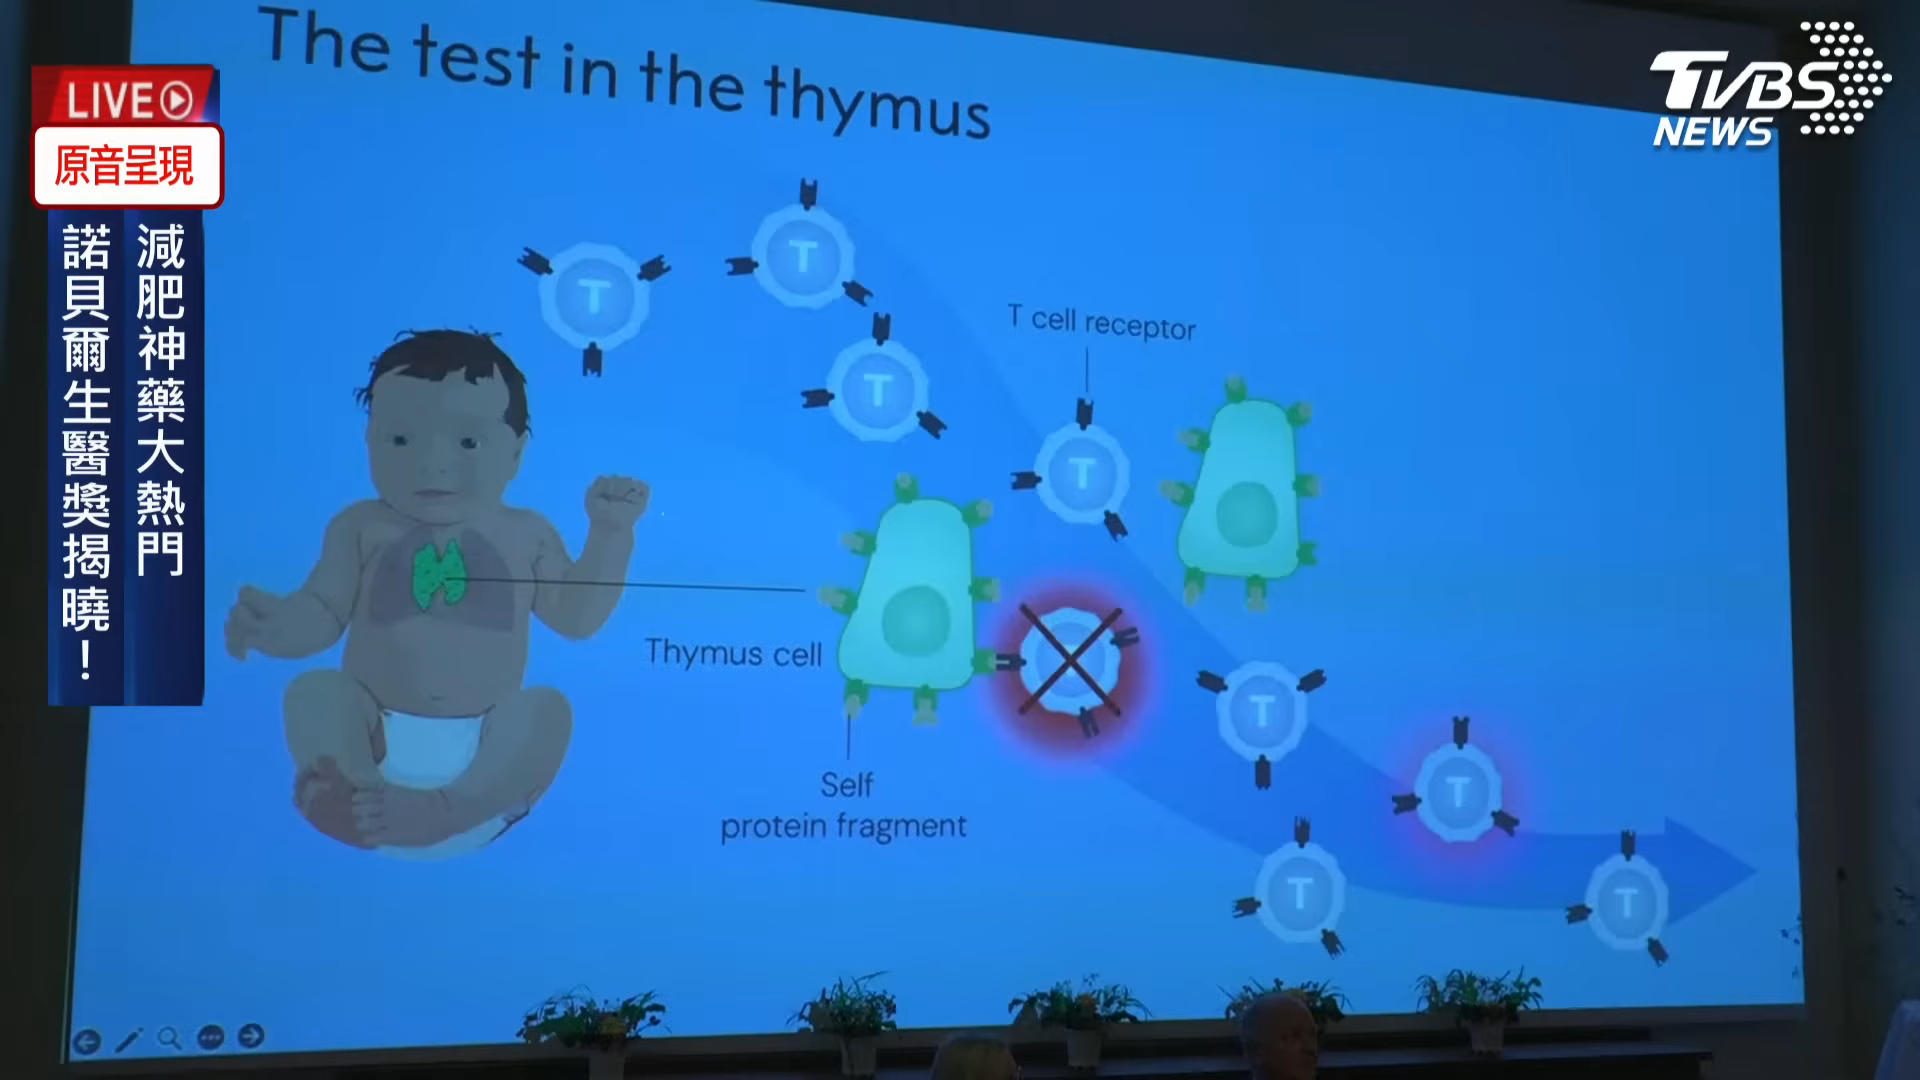 The test in the thymus
LIVE
原音呈現
減肥神藥大熱門
諾貝爾生醫獎揭曉！
TVBS
NEWS
T
T
T
T cell receptor
T
Thymus cell
Self
protein fragment
T
T
T
T